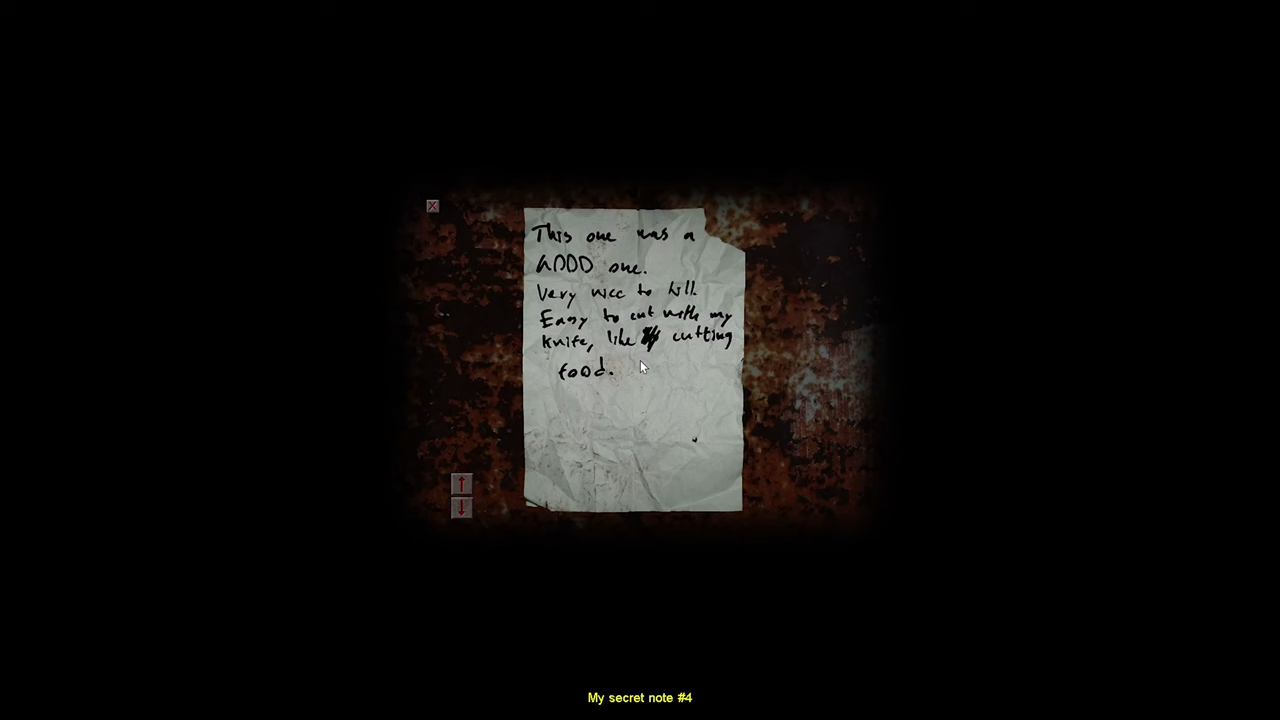 This one was a
GOOD one.
Very nice to kill.
Easy to cut with my
knife, like cutting
food.
My secret note #4